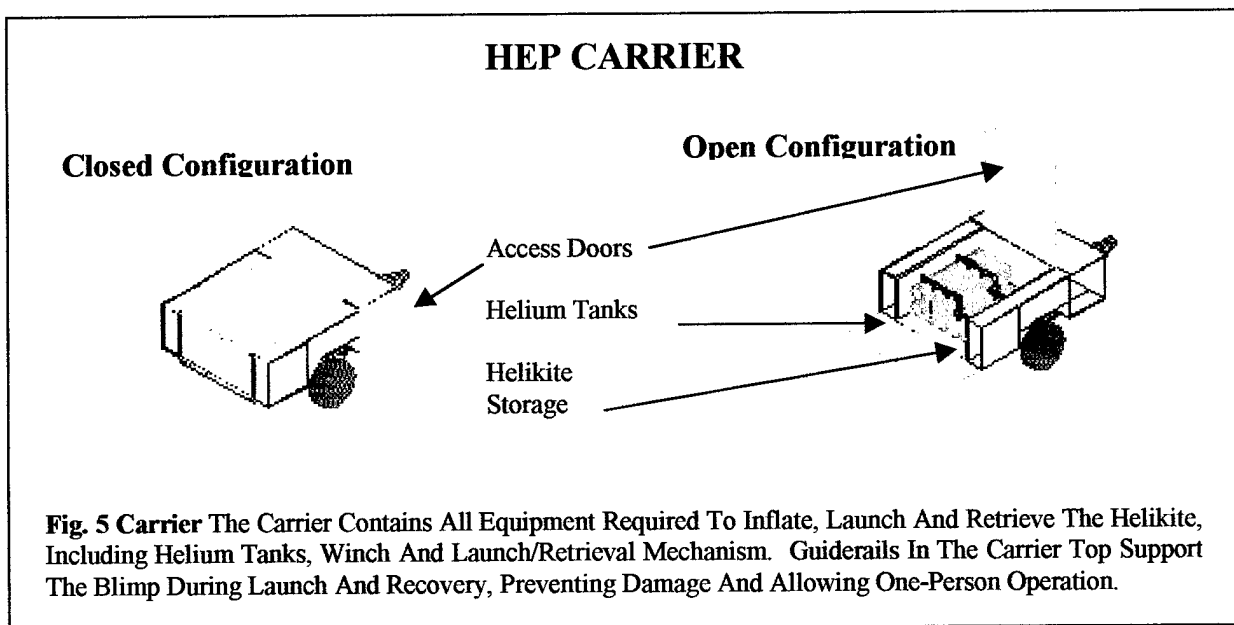 HEP CARRIER
Closed Configuration
Open Configuration
Access Doors
Helium Tanks
Helikite
Storage
Fig. 5 Carrier The Carrier Contains All Equipment Required To Inflate, Launch And Retrieve The Helikite,
Including Helium Tanks, Winch And Launch/Retrieval Mechanism. Guiderails In The Carrier Top Support
The Blimp During Launch And Recovery, Preventing Damage And Allowing One-Person Operation.